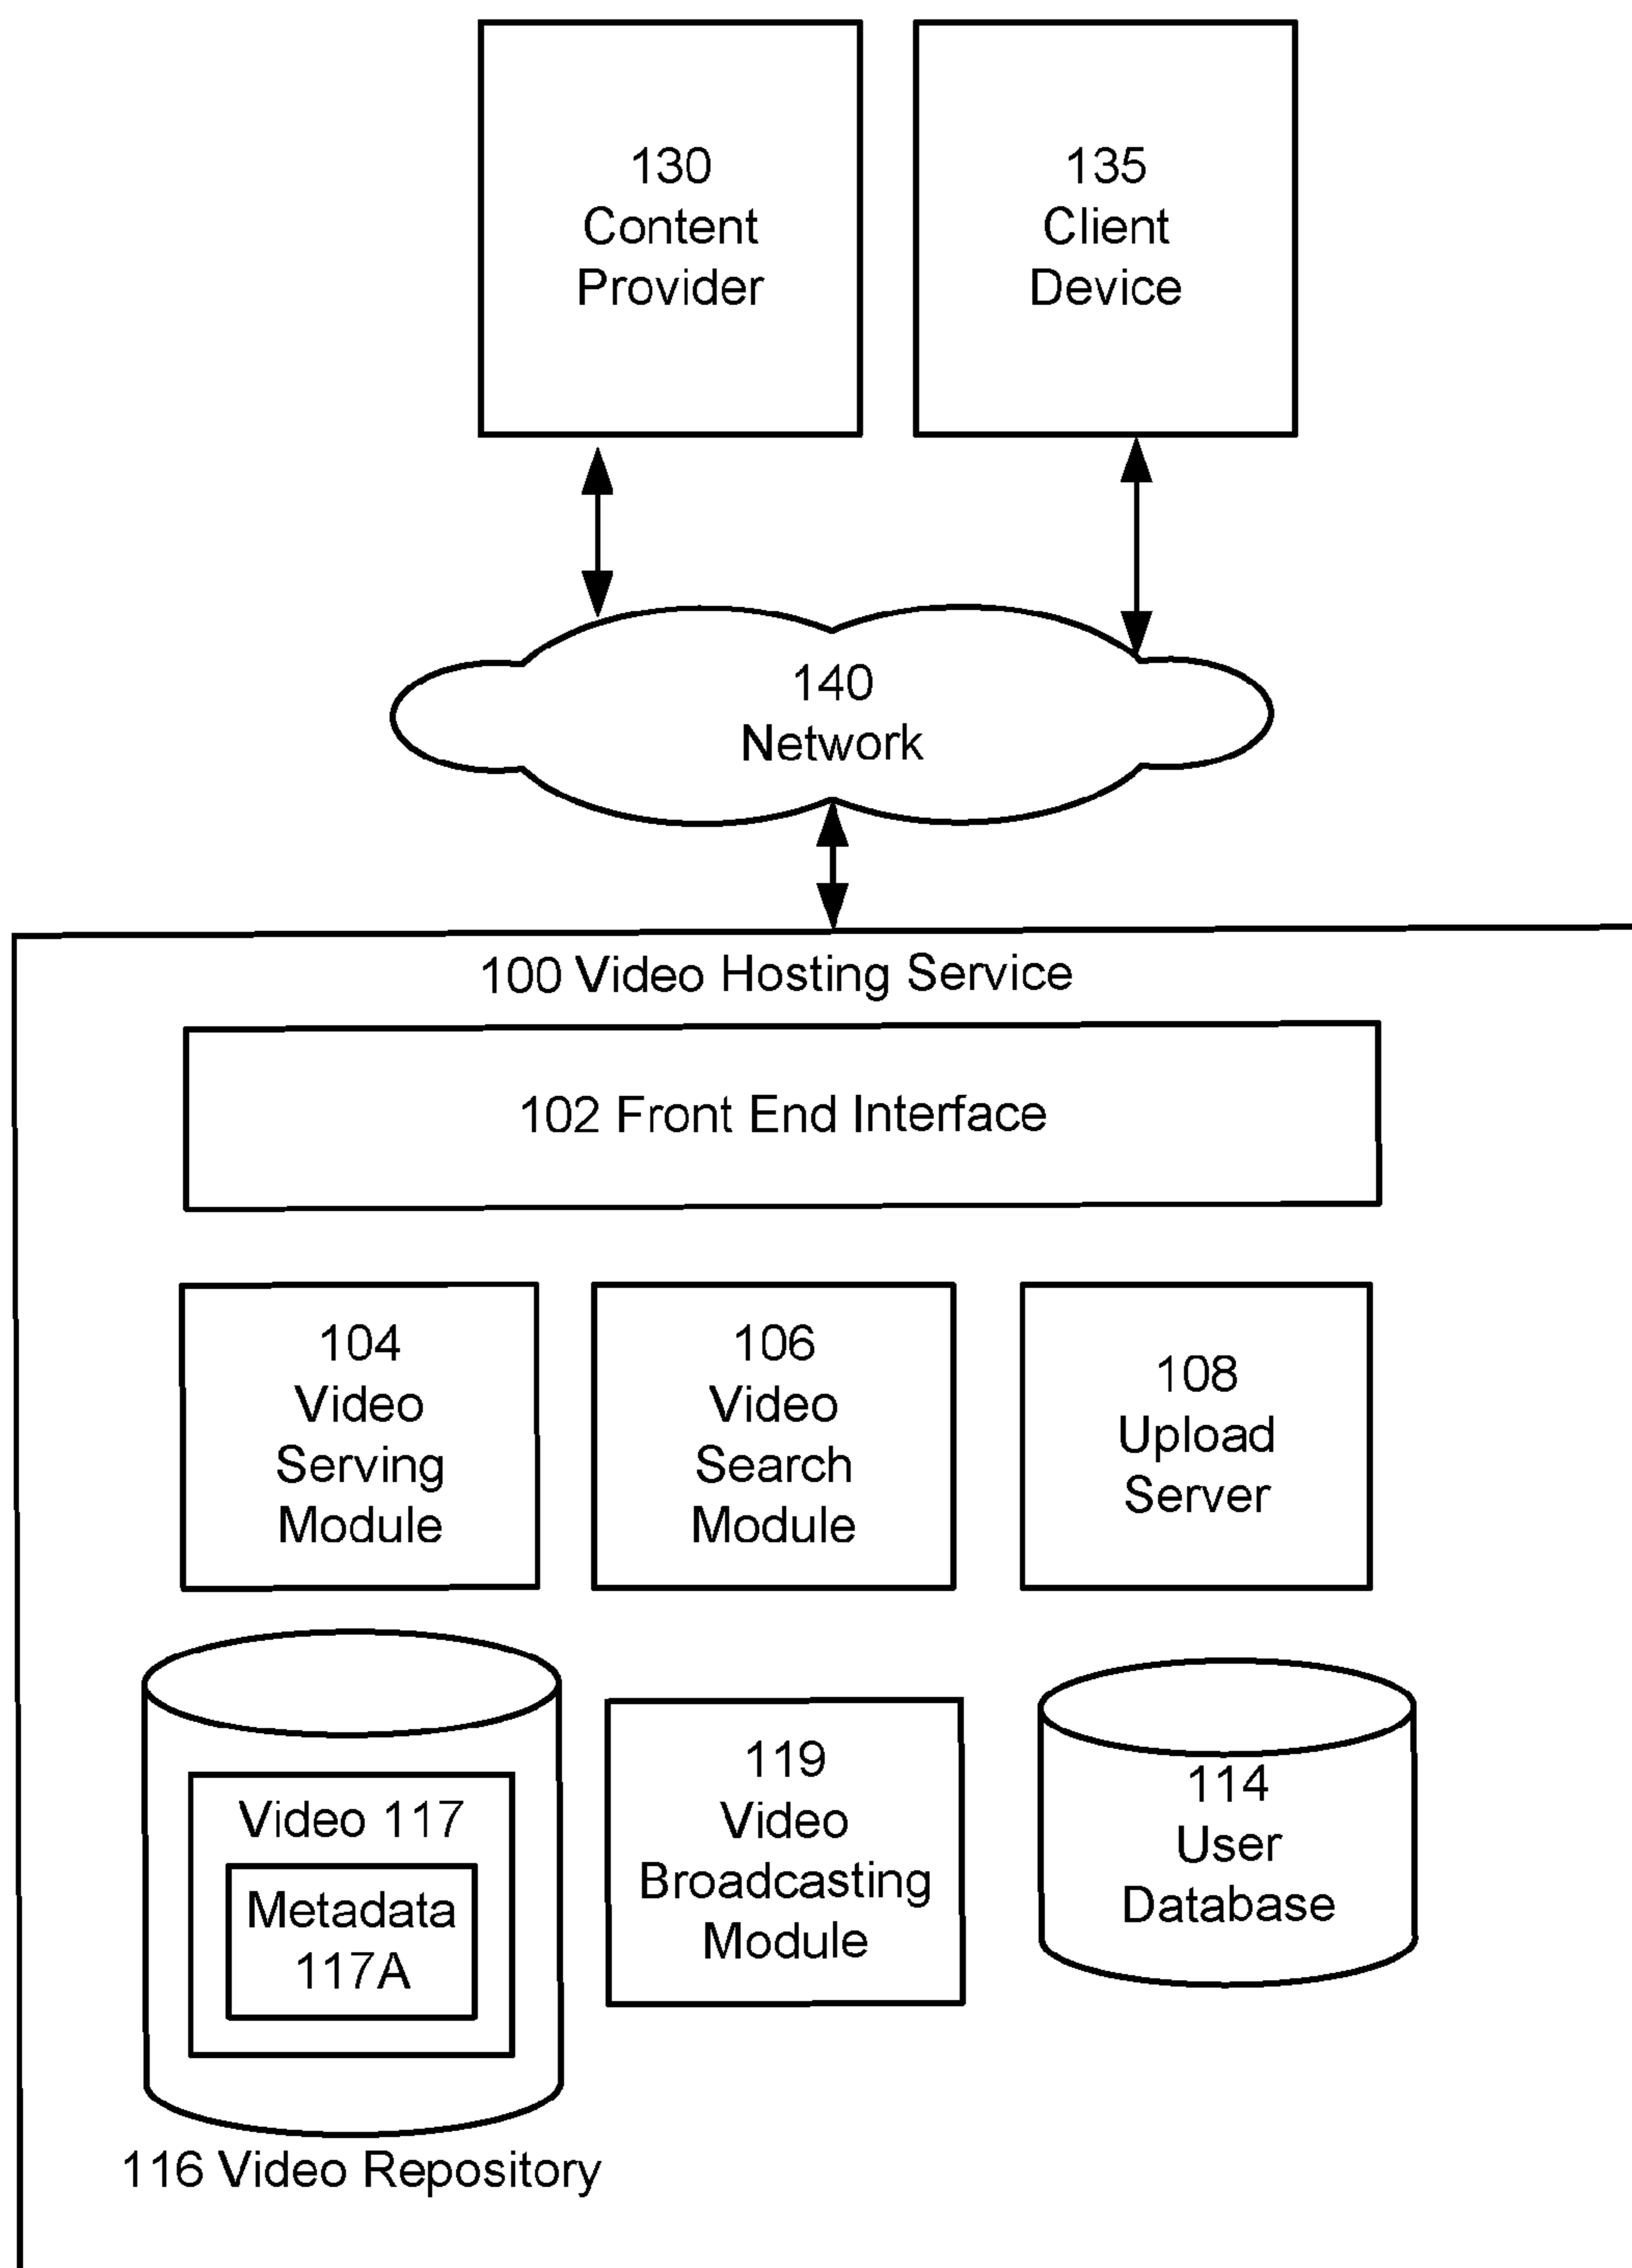 130
Content
Provider
135
Client
Device
140
Network
100 Video Hosting Service
102 Front End Interface
104
Video
Serving
Module
106
Video
Search
Module
108
Upload
Server
Video 117
Metadata
117A
116 Video Repository
119
Video
Broadcasting
Module
114
User
Database